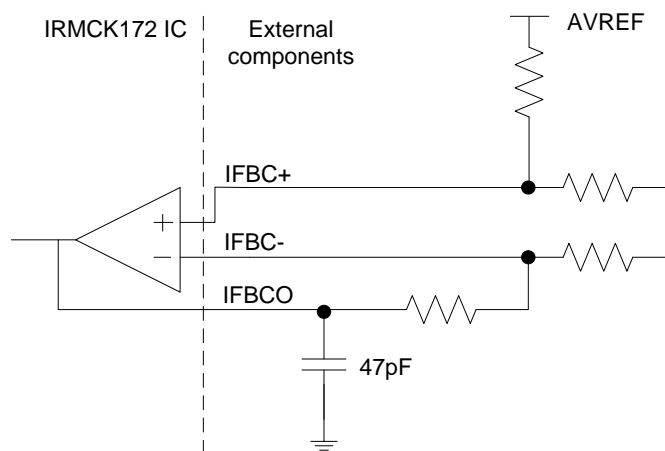 IRMCK172 IC
External
components
AVREF
IFBC+
+
IFBC-
−
IFBCO
47pF